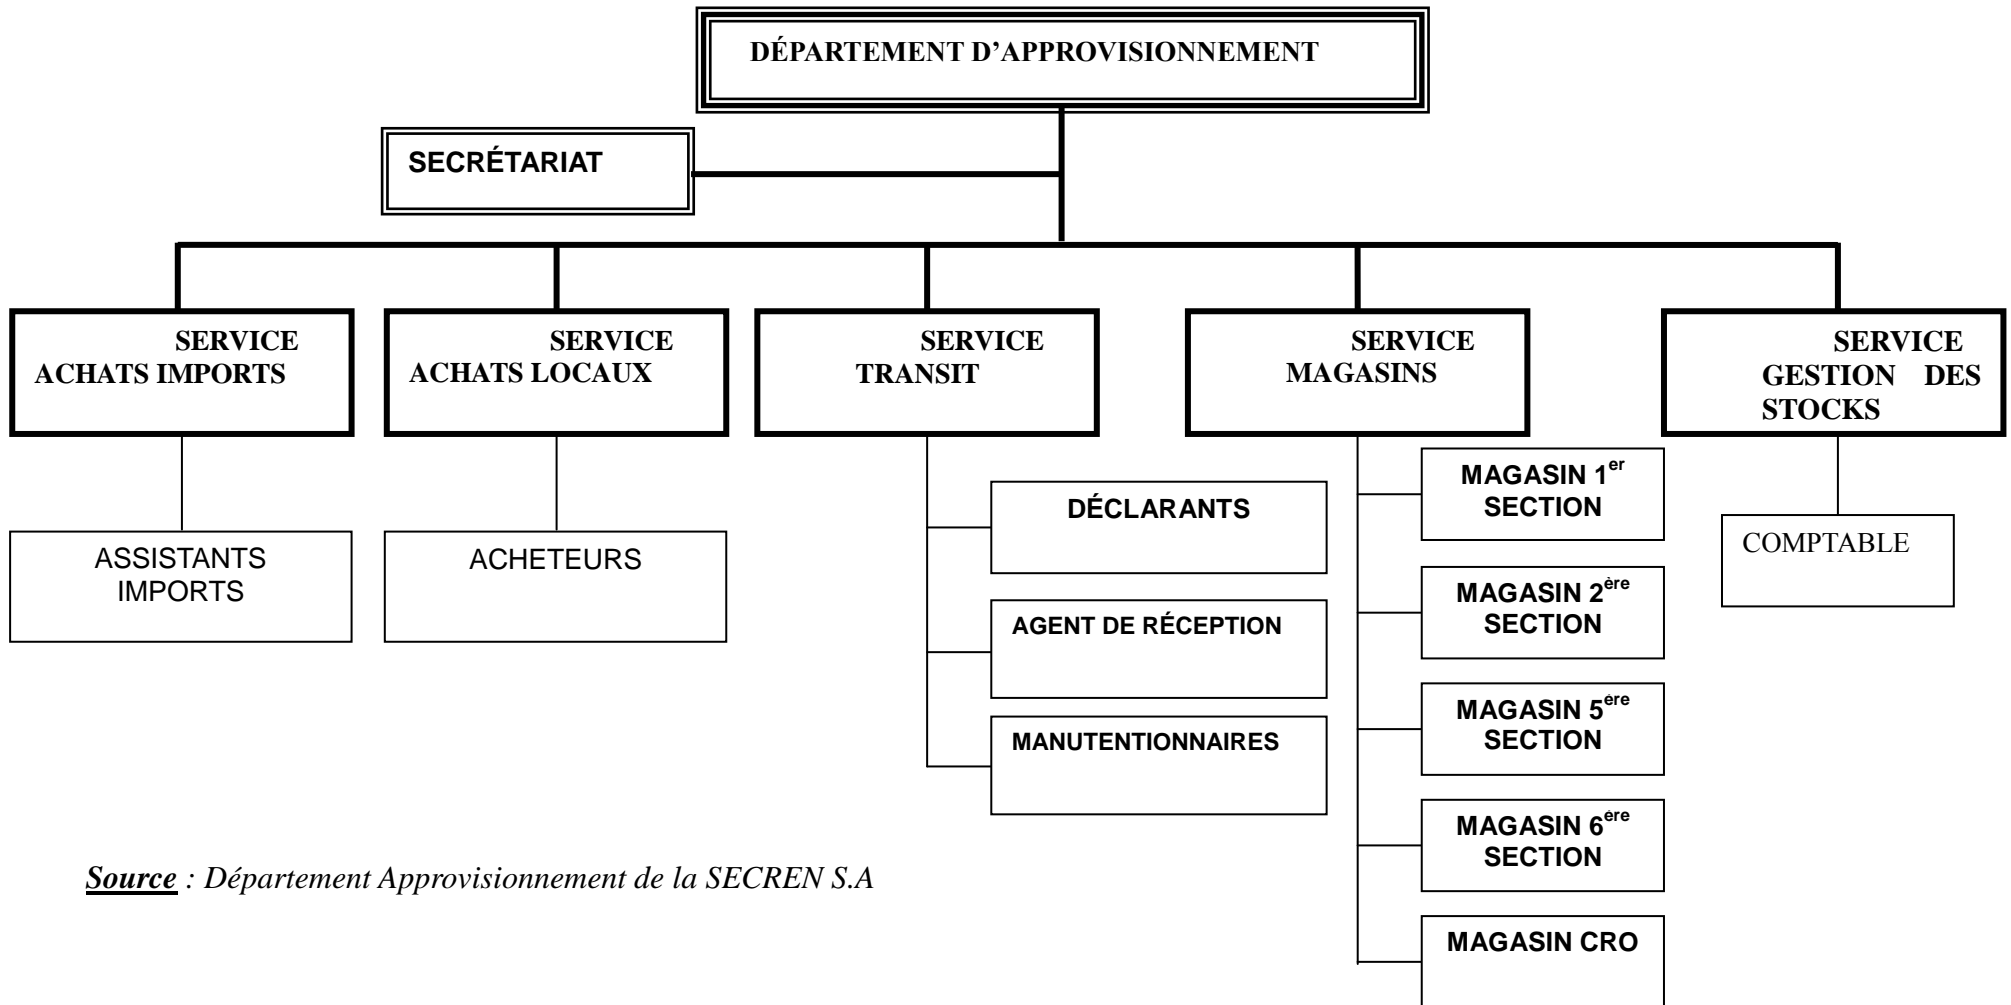 DÉPARTEMENT D’APPROVISIONNEMENT
SECRÉTARIAT
SERVICE
ACHATS IMPORTS
SERVICE
ACHATS LOCAUX
SERVICE
TRANSIT
SERVICE
MAGASINS
SERVICE
GESTION DES
STOCKS
ASSISTANTS
IMPORTS
ACHETEURS
DÉCLARANTS
AGENT DE RÉCEPTION
MANUTENTIONNAIRES
MAGASIN 1er
SECTION
MAGASIN 2ère
SECTION
MAGASIN 5ère
SECTION
MAGASIN 6ère
SECTION
MAGASIN CRO
COMPTABLE
Source : Département Approvisionnement de la SECREN S.A